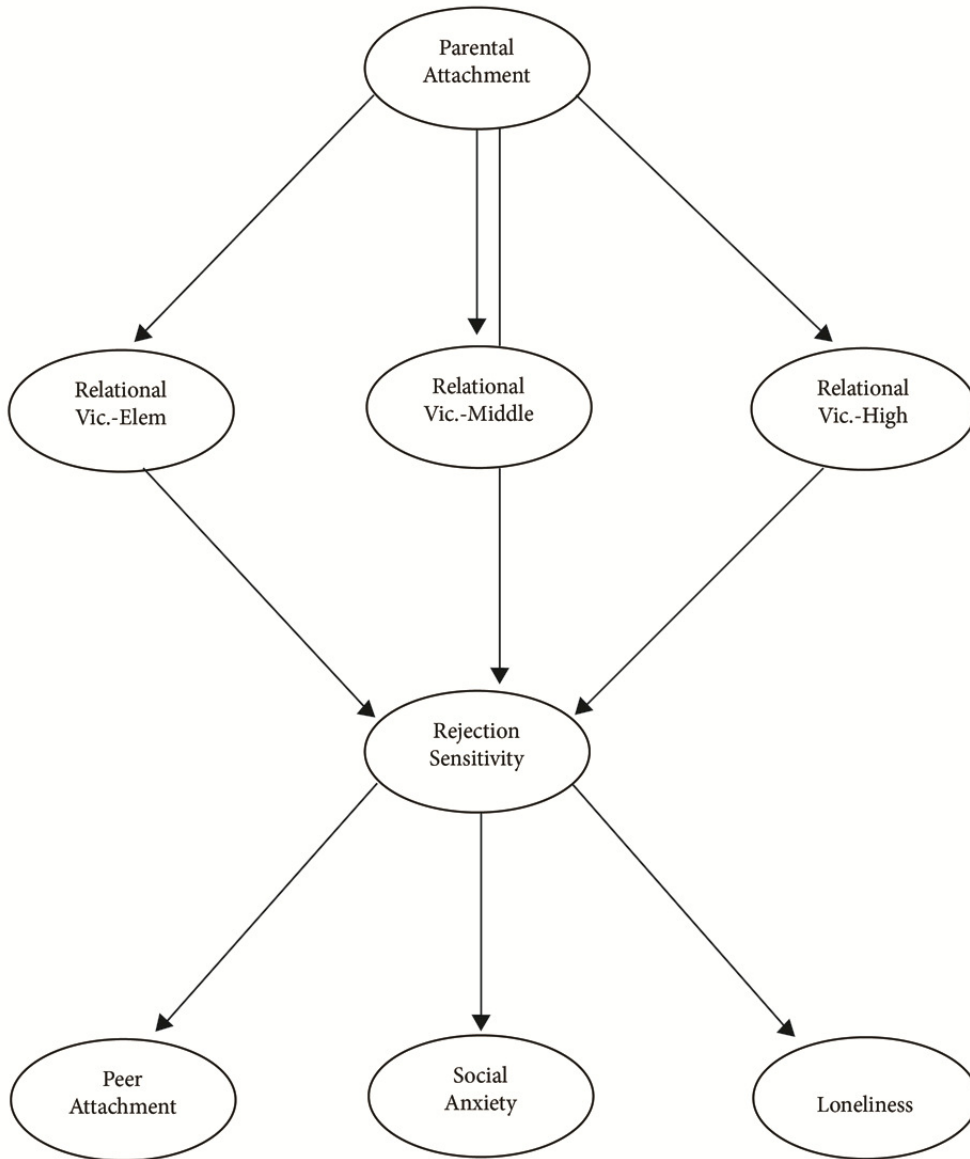 Parental
Attachment
Relational
Vic.-Elem
Relational
Vic.-Middle
Relational
Vic.-High
Rejection
Sensitivity
Peer
Attachment
Social
Anxiety
Loneliness